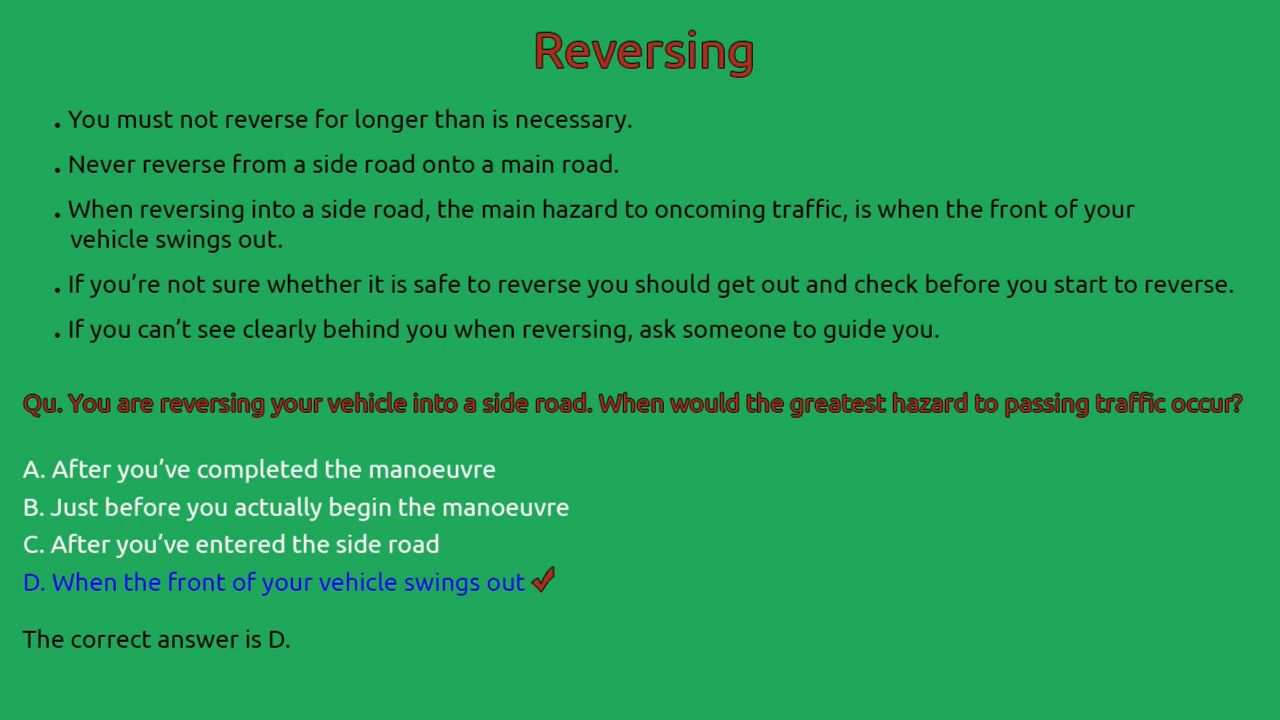 Reversing
. You must not reverse for longer than is necessary.
. Never reverse from a side road onto a main road.
. When reversing into a side road, the main hazard to oncoming traffic, is when the front of your
vehicle swings out.
. If you’re not sure whether it is safe to reverse you should get out and check before you start to reverse.
. If you can’t see clearly behind you when reversing, ask someone to guide you.
Qu. You are reversing your vehicle into a side road. When would the greatest hazard to passing traffic occur?
A. After you’ve completed the manoeuvre
B. Just before you actually begin the manoeuvre
C. After you’ve entered the side road
D. When the front of your vehicle swings out ✓
The correct answer is D.